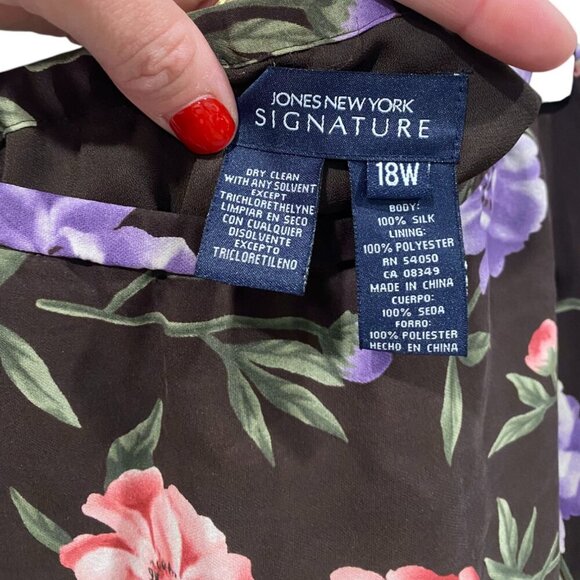 JONES NEW YORK
SIGNATURE
DRY CLEAN
WITH ANY SOLVENT
EXCEPT
TRICHLORETHELYNE
LIMPIAR EN SECO
CON CUALQUIER
DISOLVENTE
EXCEPTO
TRICLORETILENO
18W
BODY:
100% SILK
LINING:
100% POLYESTER
RN 54050
CA 08349
MADE IN CHINA
CUERPO:
100% SEDA
FORRO:
100% POLIESTER
HECHO EN CHINA